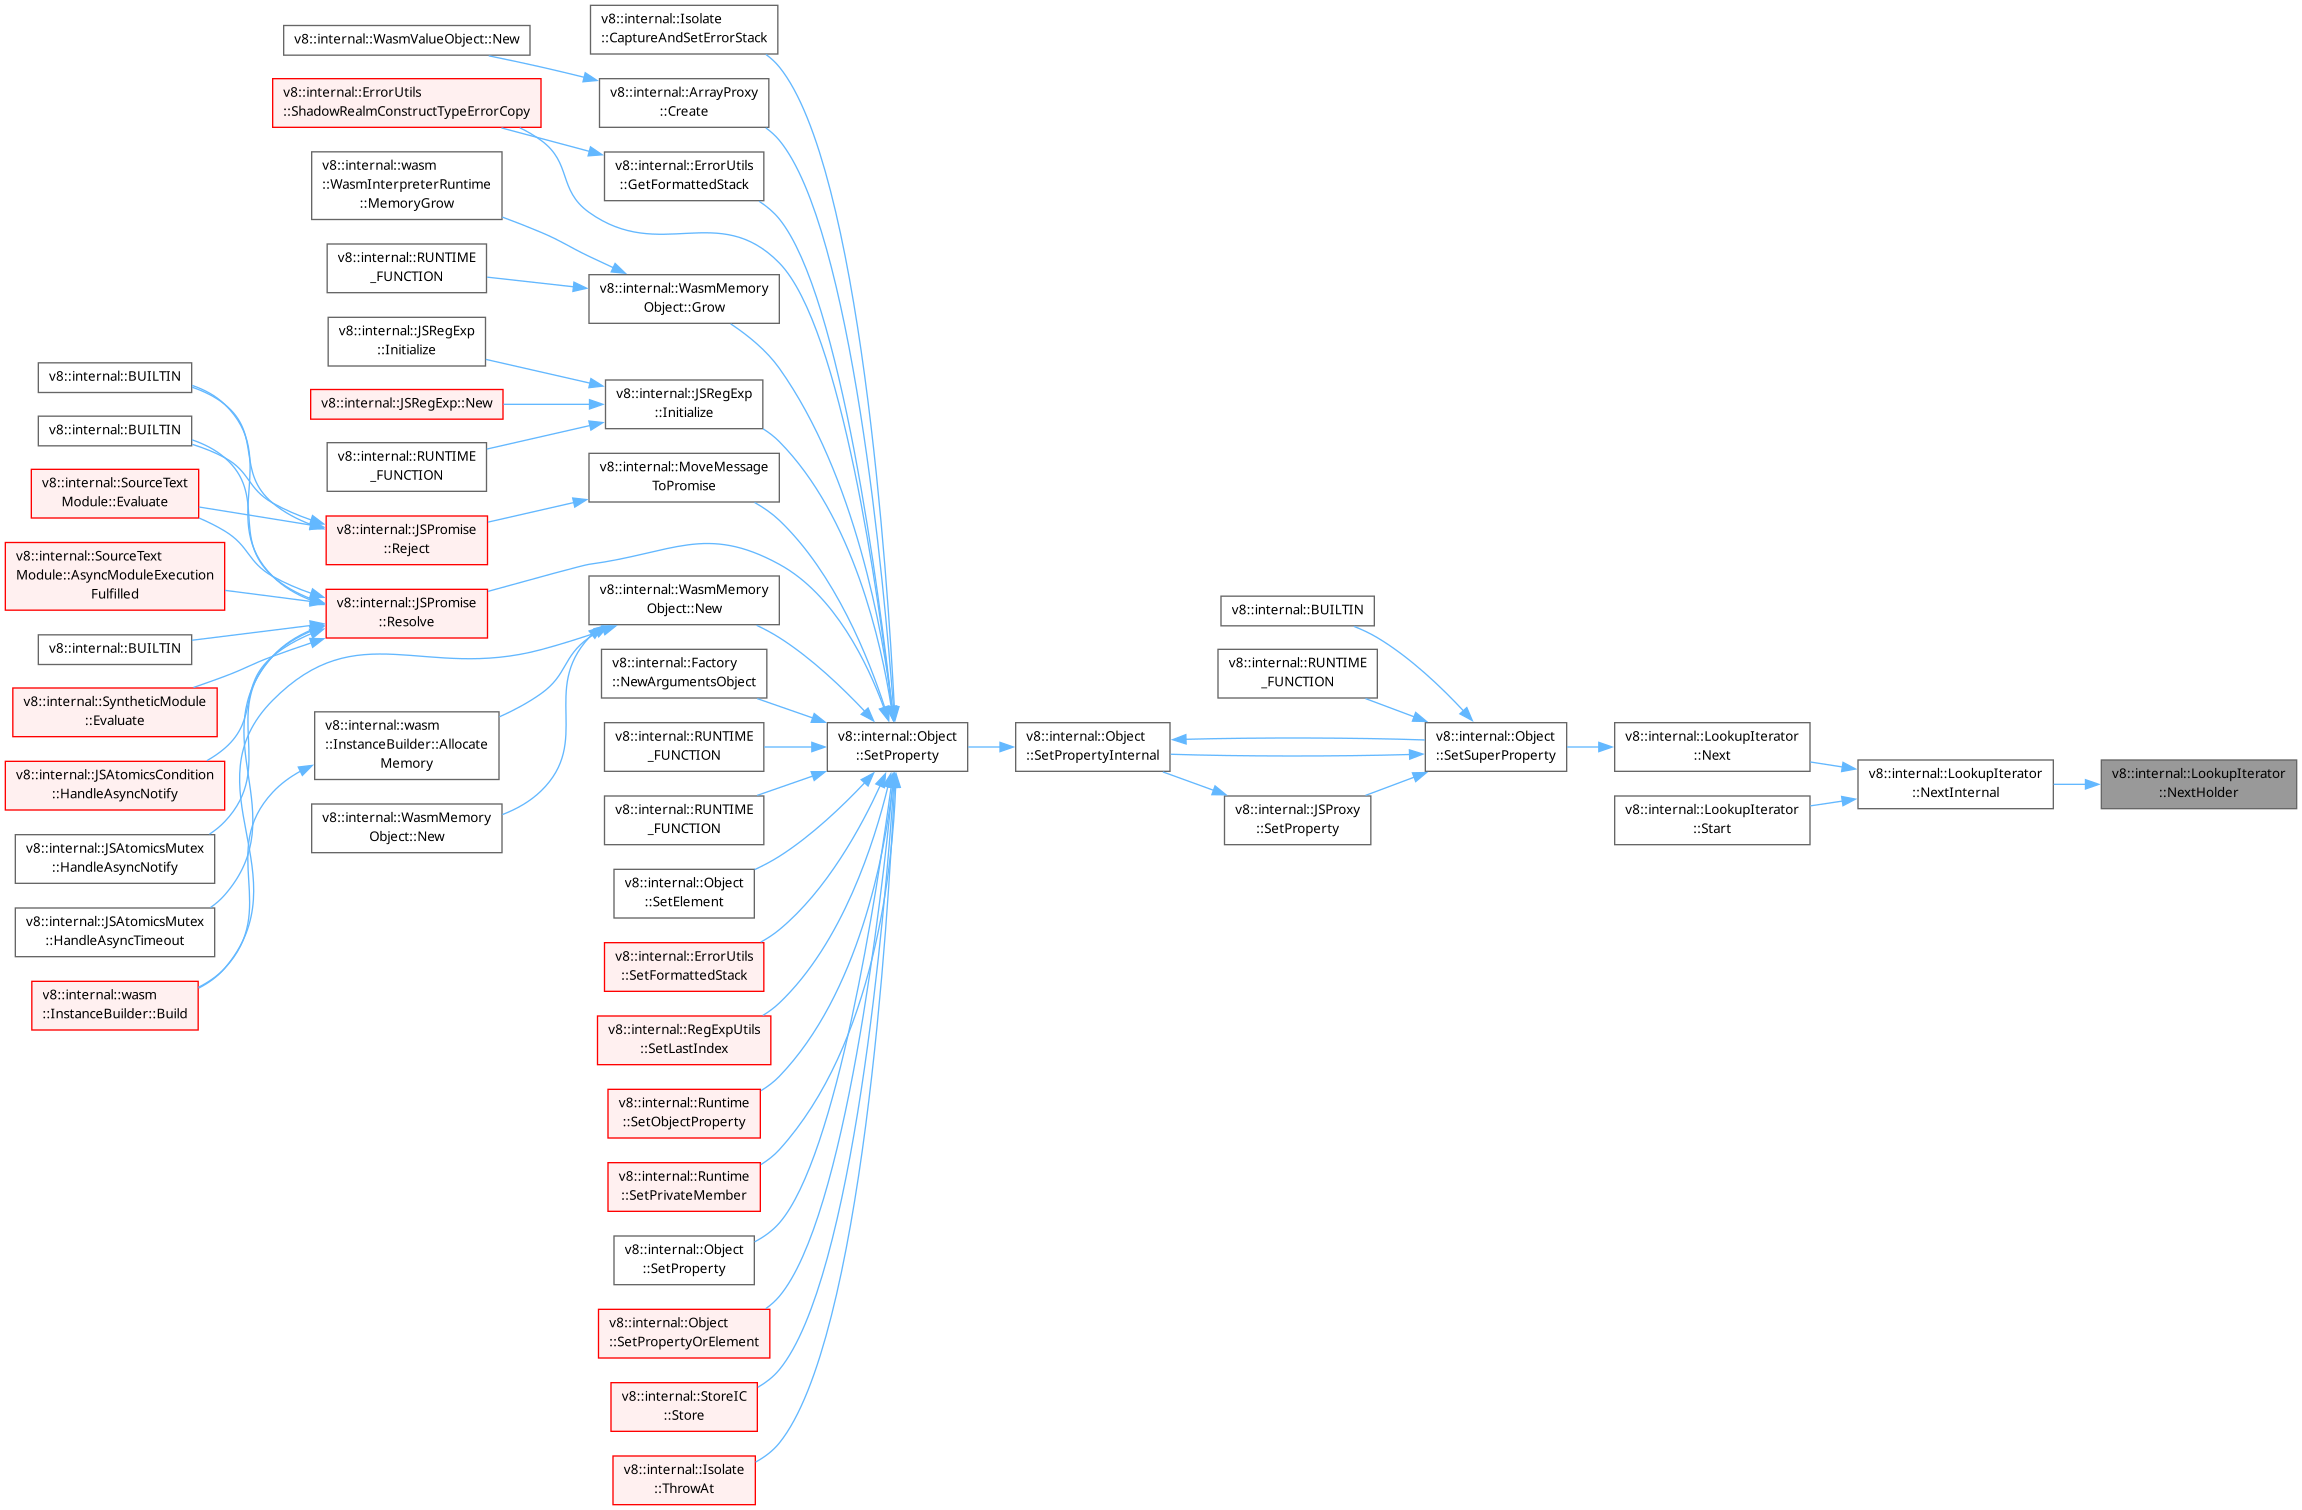 v8::internal::Isolate
::CaptureAndSetErrorStack
v8::internal::WasmValueObject::New
v8::internal::ErrorUtils
::ShadowRealmConstructTypeErrorCopy
v8::internal::ArrayProxy
::Create
v8::internal::wasm
::WasmInterpreterRuntime
::MemoryGrow
v8::internal::ErrorUtils
::GetFormattedStack
v8::internal::RUNTIME
_FUNCTION
v8::internal::WasmMemory
Object::Grow
v8::internal::JSRegExp
::Initialize
v8::internal::BUILTIN
v8::internal::JSRegExp::New
v8::internal::JSRegExp
::Initialize
v8::internal::BUILTIN
v8::internal::RUNTIME
_FUNCTION
v8::internal::MoveMessage
ToPromise
v8::internal::SourceText
Module::Evaluate
v8::internal::JSPromise
::Reject
v8::internal::SourceText
Module::AsyncModuleExecution
Fulfilled
v8::internal::JSPromise
::Resolve
v8::internal::WasmMemory
Object::New
v8::internal::BUILTIN
v8::internal::BUILTIN
v8::internal::Factory
::NewArgumentsObject
v8::internal::RUNTIME
_FUNCTION
v8::internal::SyntheticModule
::Evaluate
v8::internal::wasm
::InstanceBuilder::Allocate
Memory
v8::internal::RUNTIME
_FUNCTION
v8::internal::Object
::SetProperty
v8::internal::Object
::SetPropertyInternal
v8::internal::Object
::SetSuperProperty
v8::internal::LookupIterator
::Next
v8::internal::JSAtomicsCondition
::HandleAsyncNotify
v8::internal::LookupIterator
::NextInternal
v8::internal::LookupIterator
::NextHolder
v8::internal::WasmMemory
Object::New
v8::internal::RUNTIME
_FUNCTION
v8::internal::JSProxy
::SetProperty
v8::internal::LookupIterator
::Start
v8::internal::JSAtomicsMutex
::HandleAsyncNotify
v8::internal::Object
::SetElement
v8::internal::JSAtomicsMutex
::HandleAsyncTimeout
v8::internal::ErrorUtils
::SetFormattedStack
v8::internal::wasm
::InstanceBuilder::Build
v8::internal::RegExpUtils
::SetLastIndex
v8::internal::Runtime
::SetObjectProperty
v8::internal::Runtime
::SetPrivateMember
v8::internal::Object
::SetProperty
v8::internal::Object
::SetPropertyOrElement
v8::internal::StoreIC
::Store
v8::internal::Isolate
::ThrowAt